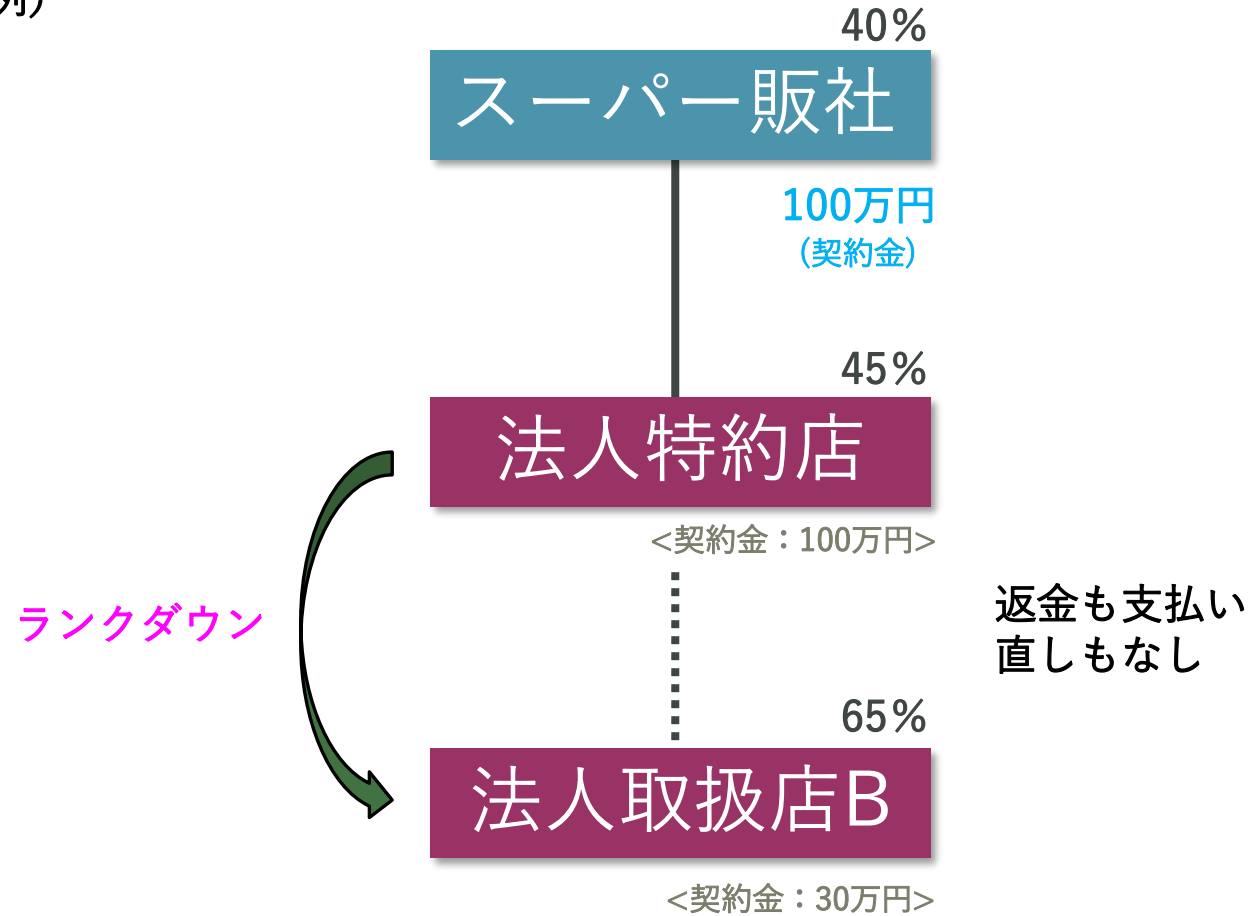 40%
スーパー販社
100万円
（契約金）
45%
法人特約店
<契約金：100万円>
ランクダウン
返金も支払い
直しもなし
65%
法人取扱店B
<契約金：30万円>